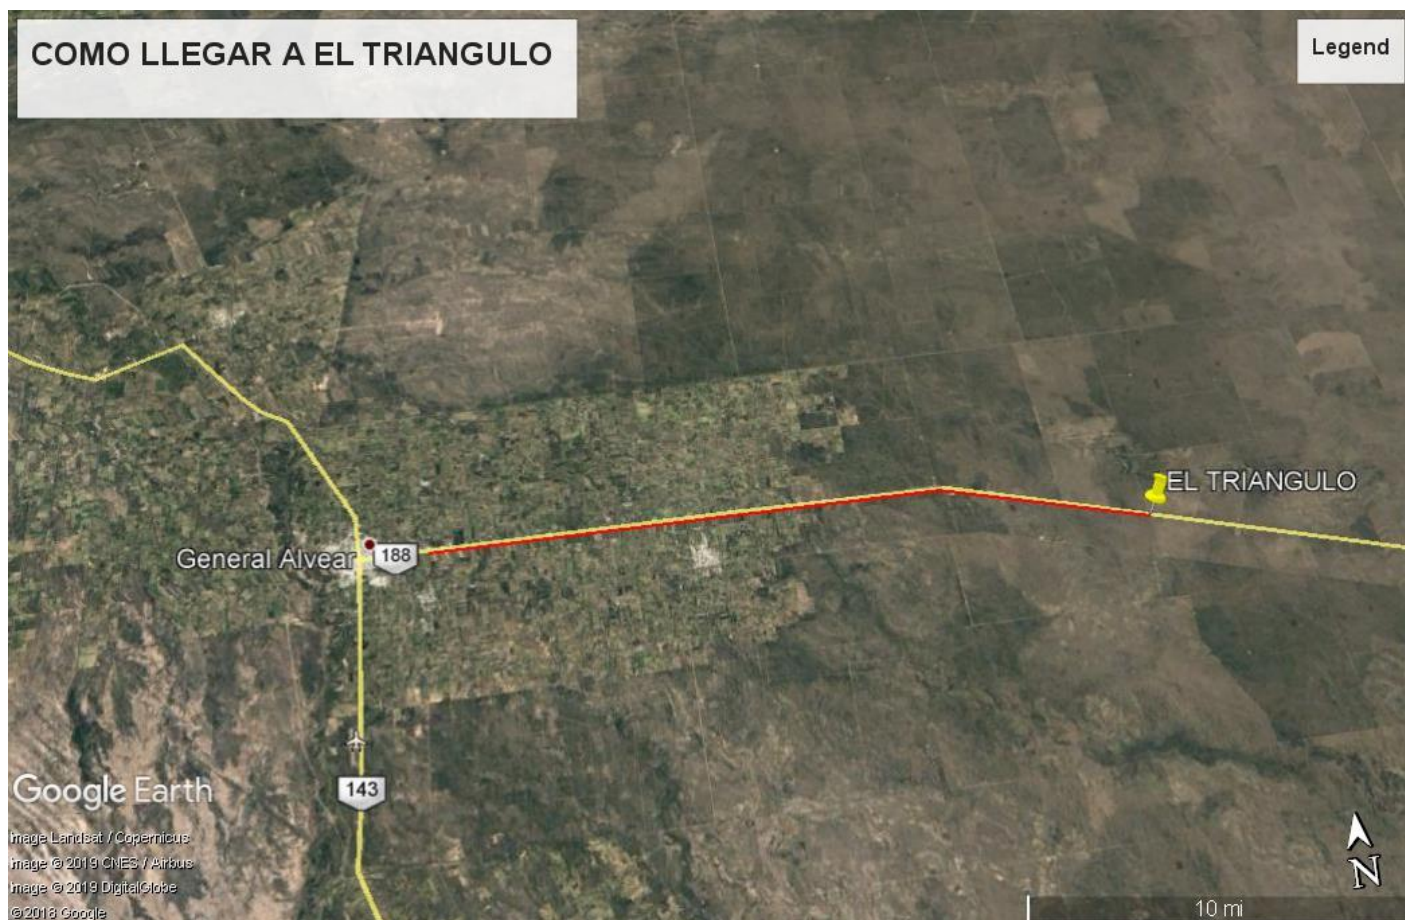 COMO LLEGAR A EL TRIANGULO
Legend
EL TRIANGULO
General Alvear
188
143
Google Earth
Image Landsat / Copernicus
Image © 2019 CNES / Airbus
Image © 2019 DigitalGlobe
© 2018 Google
N
10 mi